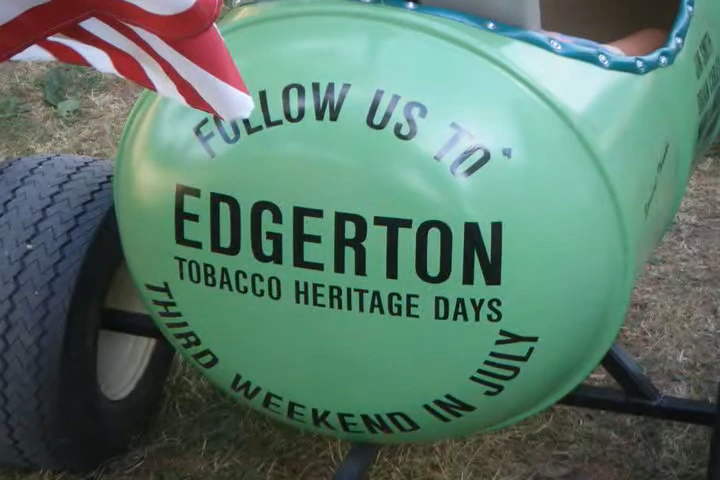 FOLLOW US TO
EDGERTON
TOBACCO HERITAGE DAYS
THIRD WEEKEND IN JULY